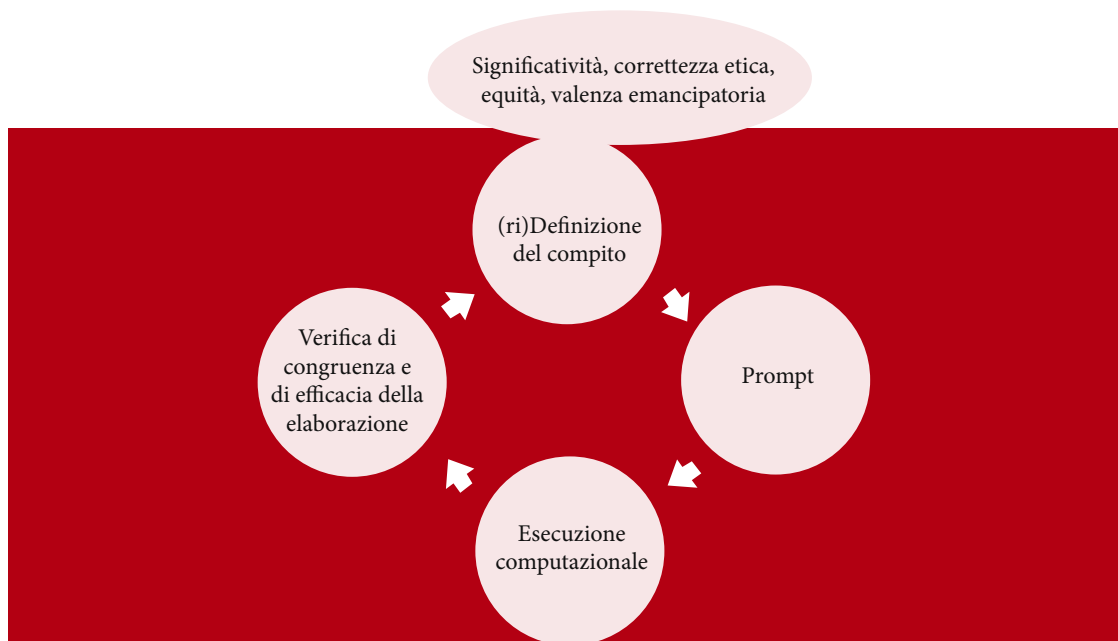 Significatività, correttezza etica,
equità, valenza emancipatoria
(ri)Definizione
del compito
Prompt
Verifica di
congruenza e
di efficacia della
elaborazione
Esecuzione
computazionale